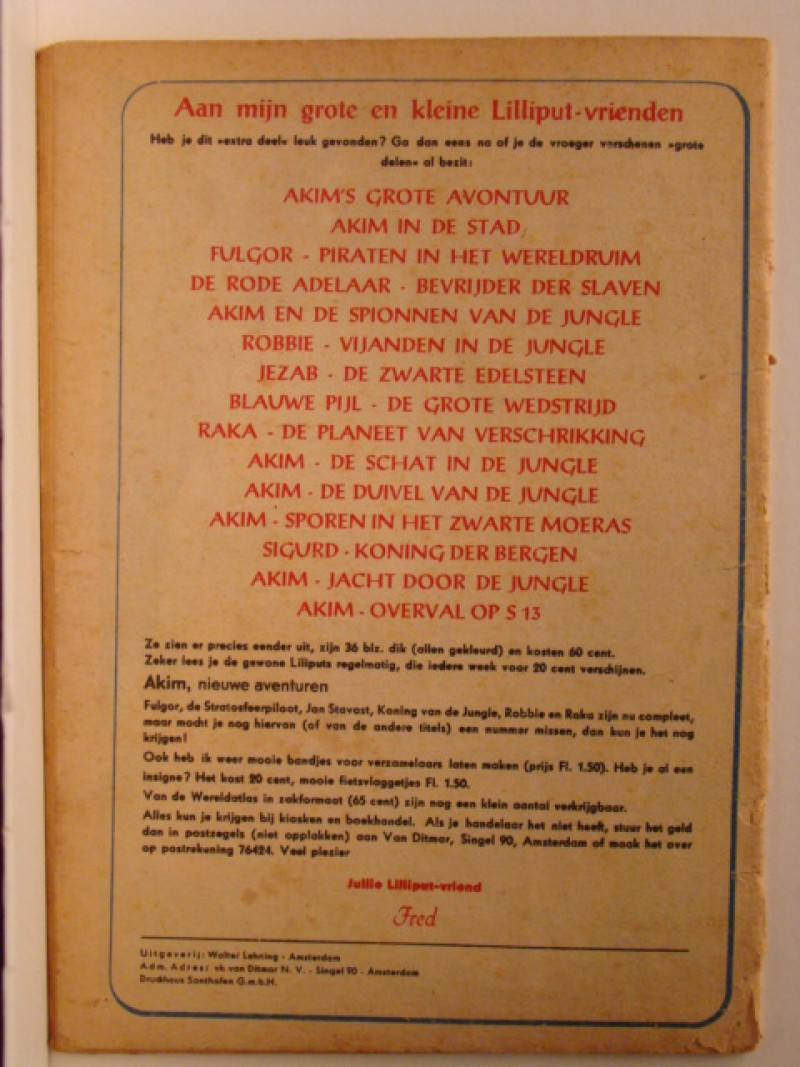 Aan mijn grote en kleine Lilliput-vrienden
Heb je dit »extra deel« leuk gevonden? Ga dan eens na of je de vroeger verschenen »grote
delen« al bezit:
AKIM'S GROTE AVONTUUR
AKIM IN DE STAD
FULGOR - PIRATEN IN HET WERELDRUIM
DE RODE ADELAAR - BEVRIJDER DER SLAVEN
AKIM EN DE SPIONNEN VAN DE JUNGLE
ROBBIE - VIJANDEN IN DE JUNGLE
JEZAB - DE ZWARTE EDELSTEEN
BLAUWE PIJL - DE GROTE WEDSTRIJD
RAKA - DE PLANEET VAN VERSCHRIKKING
AKIM - DE SCHAT IN DE JUNGLE
AKIM - DE DUIVEL VAN DE JUNGLE
AKIM - SPOREN IN HET ZWARTE MOERAS
SIGURD - KONING DER BERGEN
AKIM - JACHT DOOR DE JUNGLE
AKIM - OVERVAL OP S 13
Ze zien er precies eender uit, zijn 36 blz. dik (allen gekleurd) en kosten 60 cent.
Zeker lees je de gewone Liliputs regelmatig, die iedere week voor 20 cent verschijnen.
Akim, nieuwe aventuren
Fulgor, de Stratosfeerpiloot, Jan Stavast, Koning van de Jungle, Robbie en Raka zijn nu compleet,
maar mocht je nog hiervan (of van de andere titels) een nummer missen, dan kun je het nog
krijgen!
Ook heb ik weer mooie bandjes voor verzamelaars laten maken (prijs Fl. 1.50). Heb je al een
insigne? Het kost 20 cent, mooie fietsvlaggetjes Fl. 1.50.
Van de Wereldatlas in zakformaat (65 cent) zijn nog een klein aantal verkrijgbaar.
Alles kun je krijgen bij kiosken en boekhandel. Als je handelaar het niet heeft, stuur het geld
dan in postzegels (niet opplakken) aan Van Ditmar, Singel 90, Amsterdam of maak het over
op postrekening 76424. Veel plezier
Jullie Lilliput-vriend
Fred
Uitgeverij: Walter Lehning - Amsterdam
Adm. Adres: vh van Ditmar N. V. - Singel 90 - Amsterdam
Druckhaus Santhofen G.m.b.H.